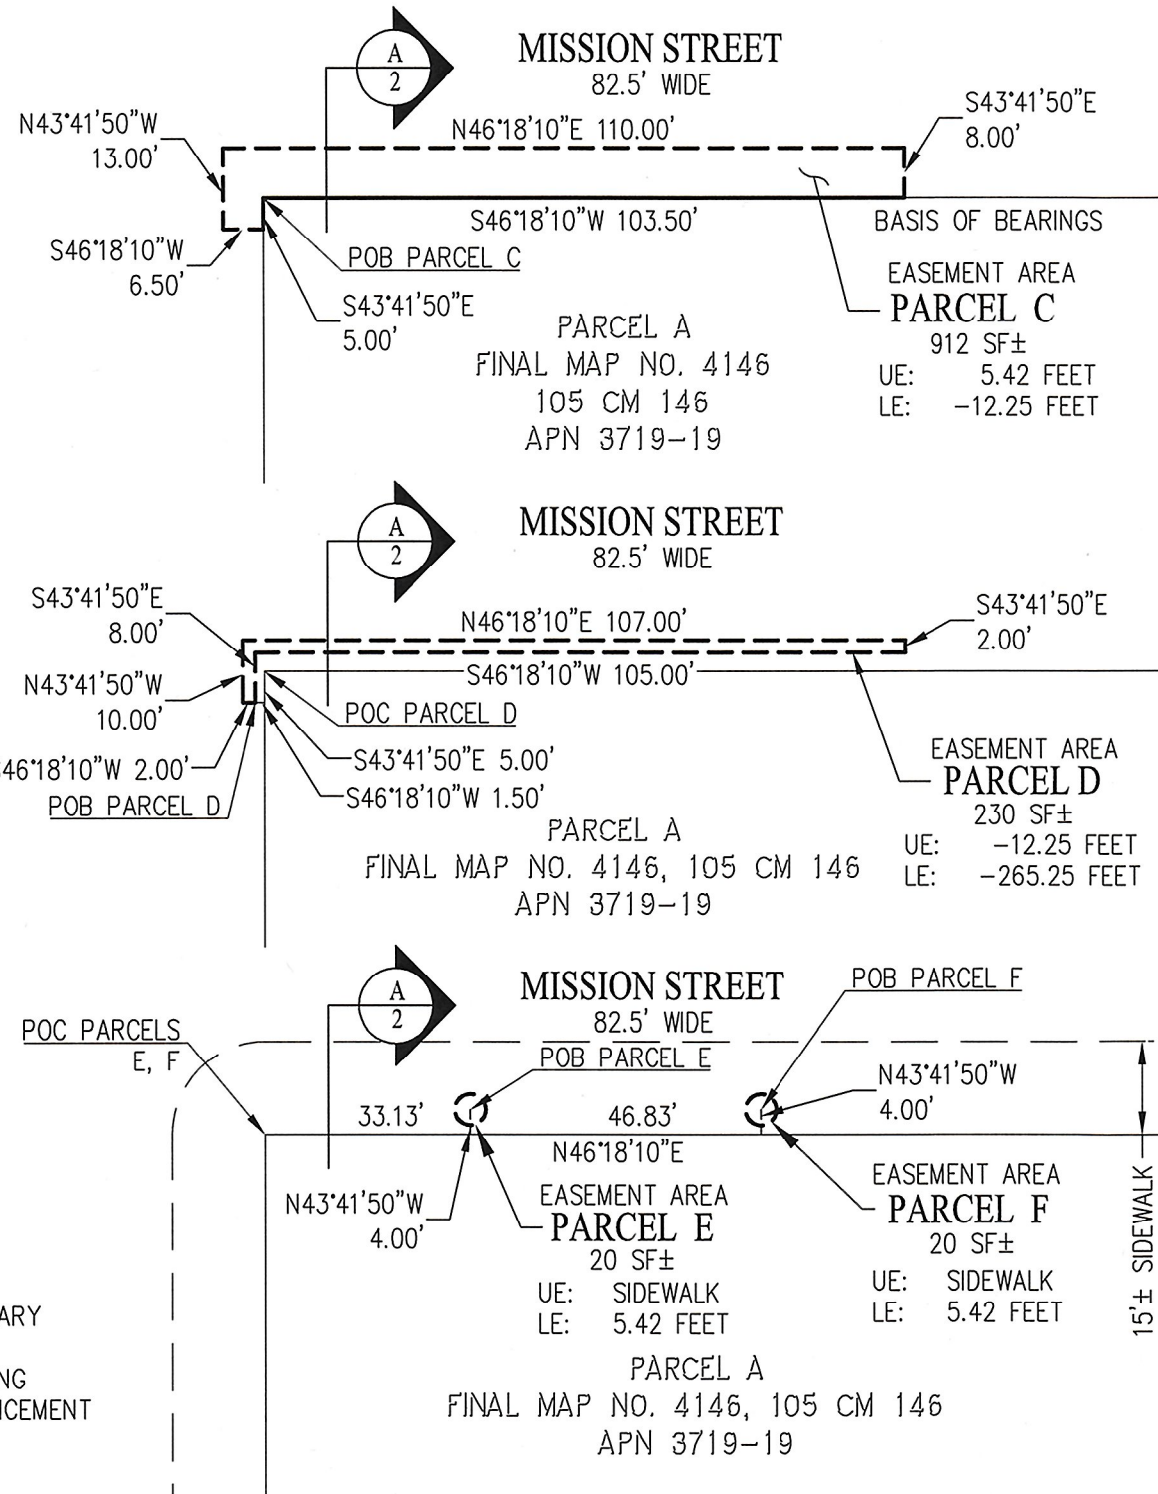 A
2
MISSION STREET
82.5' WIDE
N43°41'50"W
13.00'
N46°18'10"E 110.00'
S43°41'50"E
8.00'
S46°18'10"W 103.50'
BASIS OF BEARINGS
S46°18'10"W
6.50'
POB PARCEL C
S43°41'50"E
5.00'
EASEMENT AREA
PARCEL C
912 SF±
UE: 5.42 FEET
LE: -12.25 FEET
PARCEL A
FINAL MAP NO. 4146
105 CM 146
APN 3719-19
A
2
MISSION STREET
82.5' WIDE
S43°41'50"E
8.00'
N46°18'10"E 107.00'
S43°41'50"E
2.00'
N43°41'50"W
10.00'
S46°18'10"W 105.00'
POC PARCEL D
46°18'10"W 2.00'
S43°41'50"E 5.00'
POB PARCEL D
S46°18'10"W 1.50'
EASEMENT AREA
PARCEL D
230 SF±
UE: -12.25 FEET
LE: -265.25 FEET
PARCEL A
FINAL MAP NO. 4146, 105 CM 146
APN 3719-19
A
2
MISSION STREET
82.5' WIDE
POB PARCEL F
POC PARCELS
E, F
POB PARCEL E
N43°41'50"W
4.00'
33.13'
46.83'
N46°18'10"E
N43°41'50"W
4.00'
EASEMENT AREA
PARCEL E
20 SF±
UE: SIDEWALK
LE: 5.42 FEET
EASEMENT AREA
PARCEL F
20 SF±
UE: SIDEWALK
LE: 5.42 FEET
15'± SIDEWALK
ARY
NG
NCEMENT
PARCEL A
FINAL MAP NO. 4146, 105 CM 146
APN 3719-19